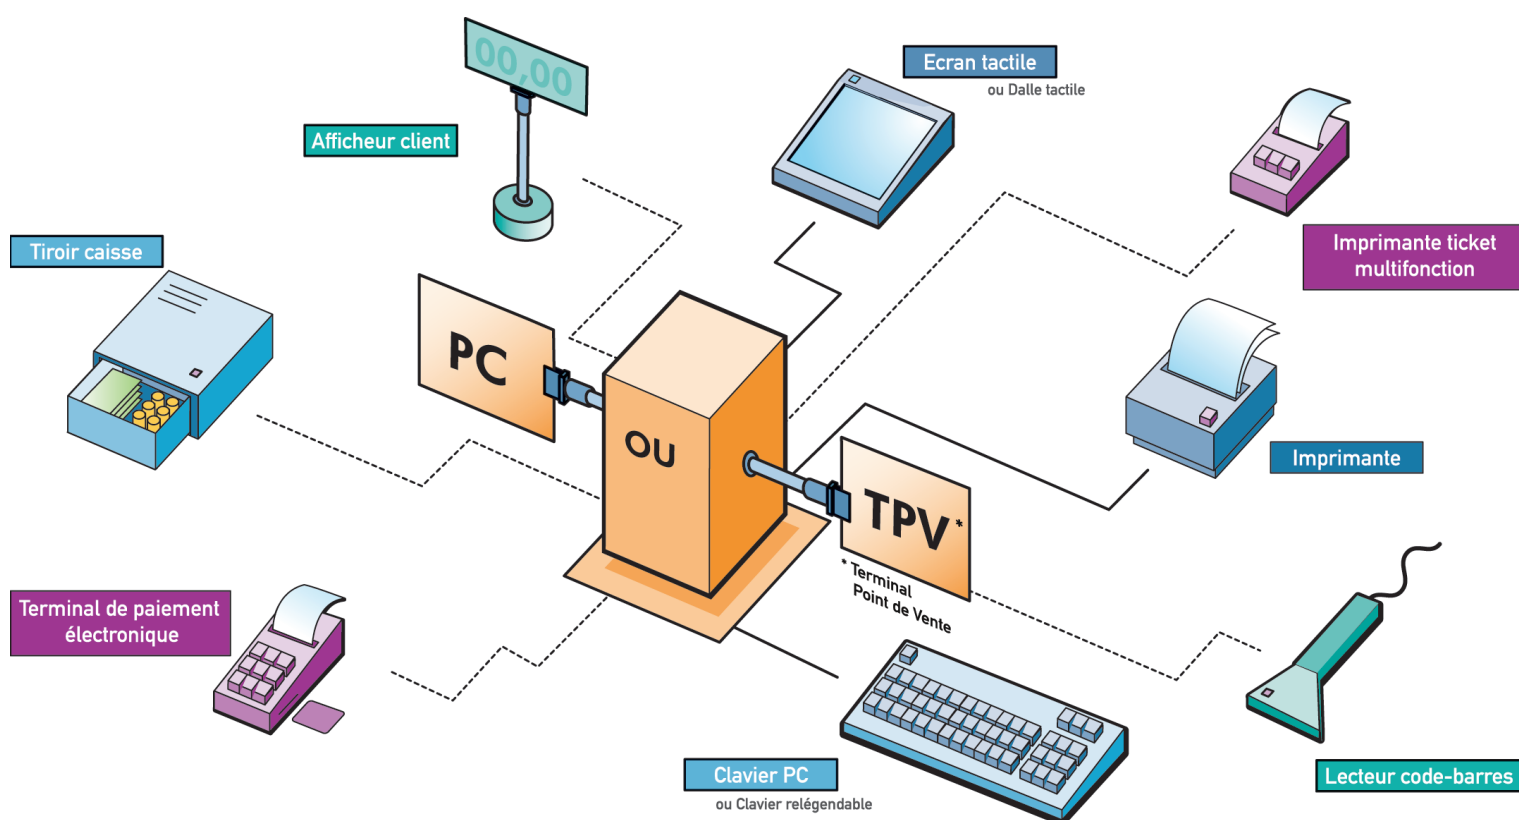 00,00
Ecran tactile
ou Dalle tactile
Afficheur client
Tiroir caisse
Imprimante ticket
multifonction
PC
OU
Imprimante
TPV*
* Terminal
Point de Vente
Terminal de paiement
électronique
Clavier PC
ou Clavier relégendable
Lecteur code-barres